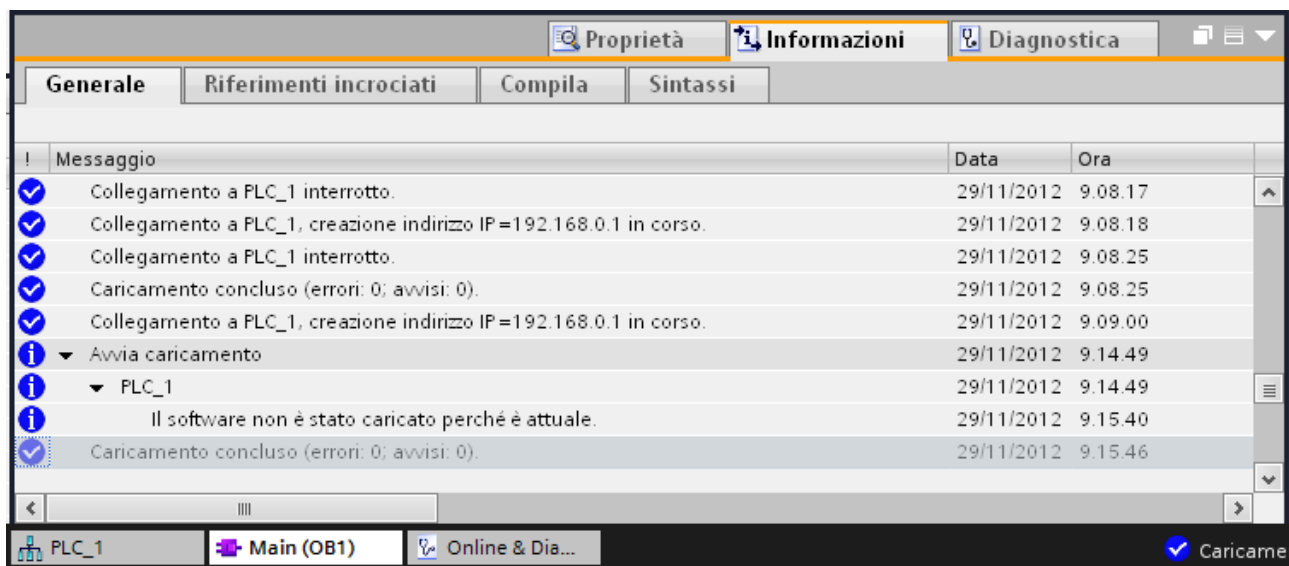 Proprietà Informazioni Diagnostica
Generale Riferimenti incrociati Compila Sintassi
! Messaggio Data Ora
Collegamento a PLC_1 interrotto. 29/11/2012 9.08.17
Collegamento a PLC_1, creazione indirizzo IP=192.168.0.1 in corso. 29/11/2012 9.08.18
Collegamento a PLC_1 interrotto. 29/11/2012 9.08.25
Caricamento concluso (errori: 0; avvisi: 0). 29/11/2012 9.08.25
Collegamento a PLC_1, creazione indirizzo IP=192.168.0.1 in corso. 29/11/2012 9.09.00
Avvia caricamento 29/11/2012 9.14.49
PLC_1 29/11/2012 9.14.49
Il software non è stato caricato perché è attuale. 29/11/2012 9.15.40
Caricamento concluso (errori: 0; avvisi: 0). 29/11/2012 9.15.46
PLC_1 Main (OB1) Online & Dia... Caricame